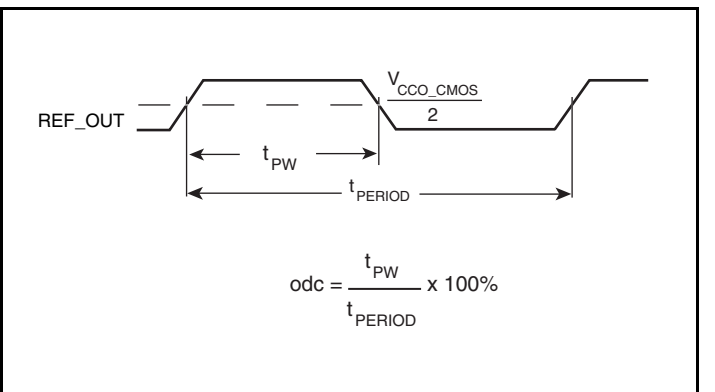 V_CCO_CMOS
2
REF_OUT
t_PW
t_PERIOD
odc = t_PW / t_PERIOD x 100%